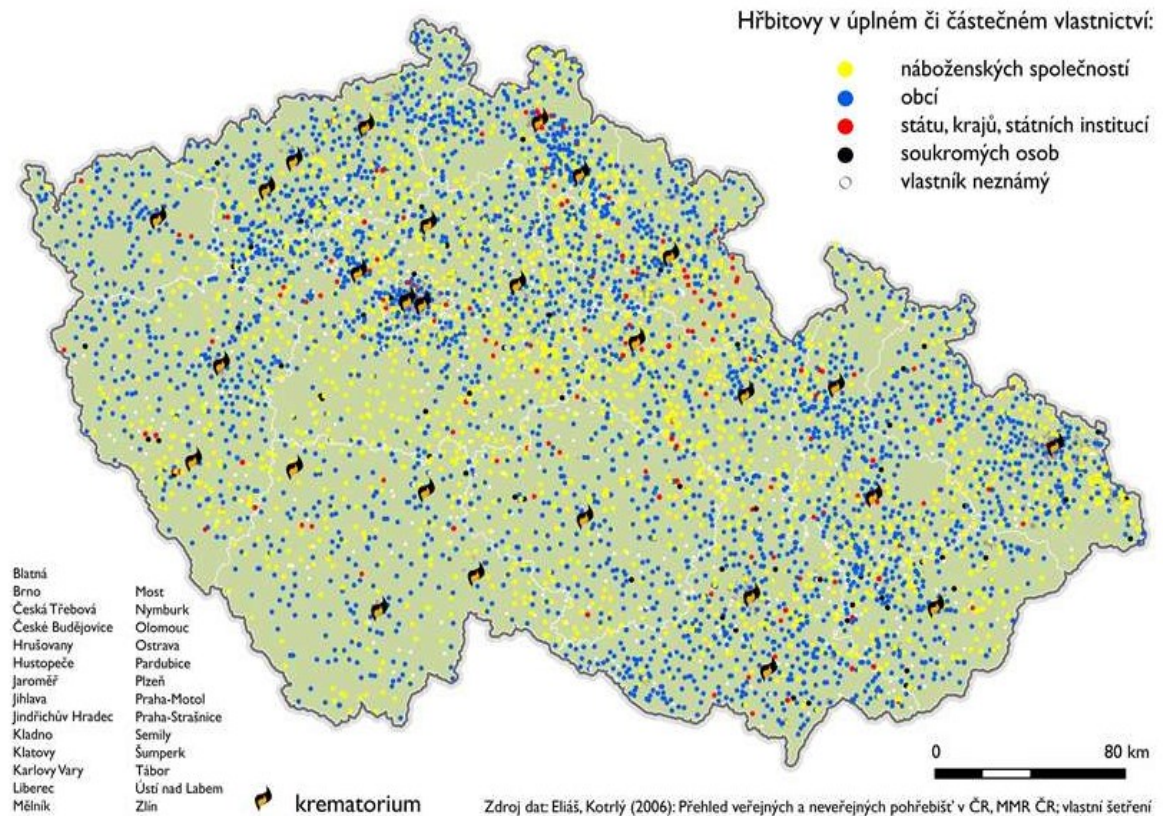 Hřbitovy v úplném či částečném vlastnictví:
náboženských společností
obcí
státu, krajů, státních institucí
soukromých osob
vlastník neznámý
Blatná
Brno
Česká Třebová
České Budějovice
Hrušovany
Hustopeče
Jaroměř
Jihlava
Jindřichův Hradec
Kladno
Klatovy
Karlovy Vary
Liberec
Mělník
Most
Nymburk
Olomouc
Ostrava
Pardubice
Plzeň
Praha-Motol
Praha-Strašnice
Semily
Šumperk
Tábor
Ústí nad Labem
Zlín
krematorium
0 80 km
Zdroj dat: Eliáš, Kotrlý (2006): Přehled veřejných a neveřejných pohřebišť v ČR, MMR ČR; vlastní šetření